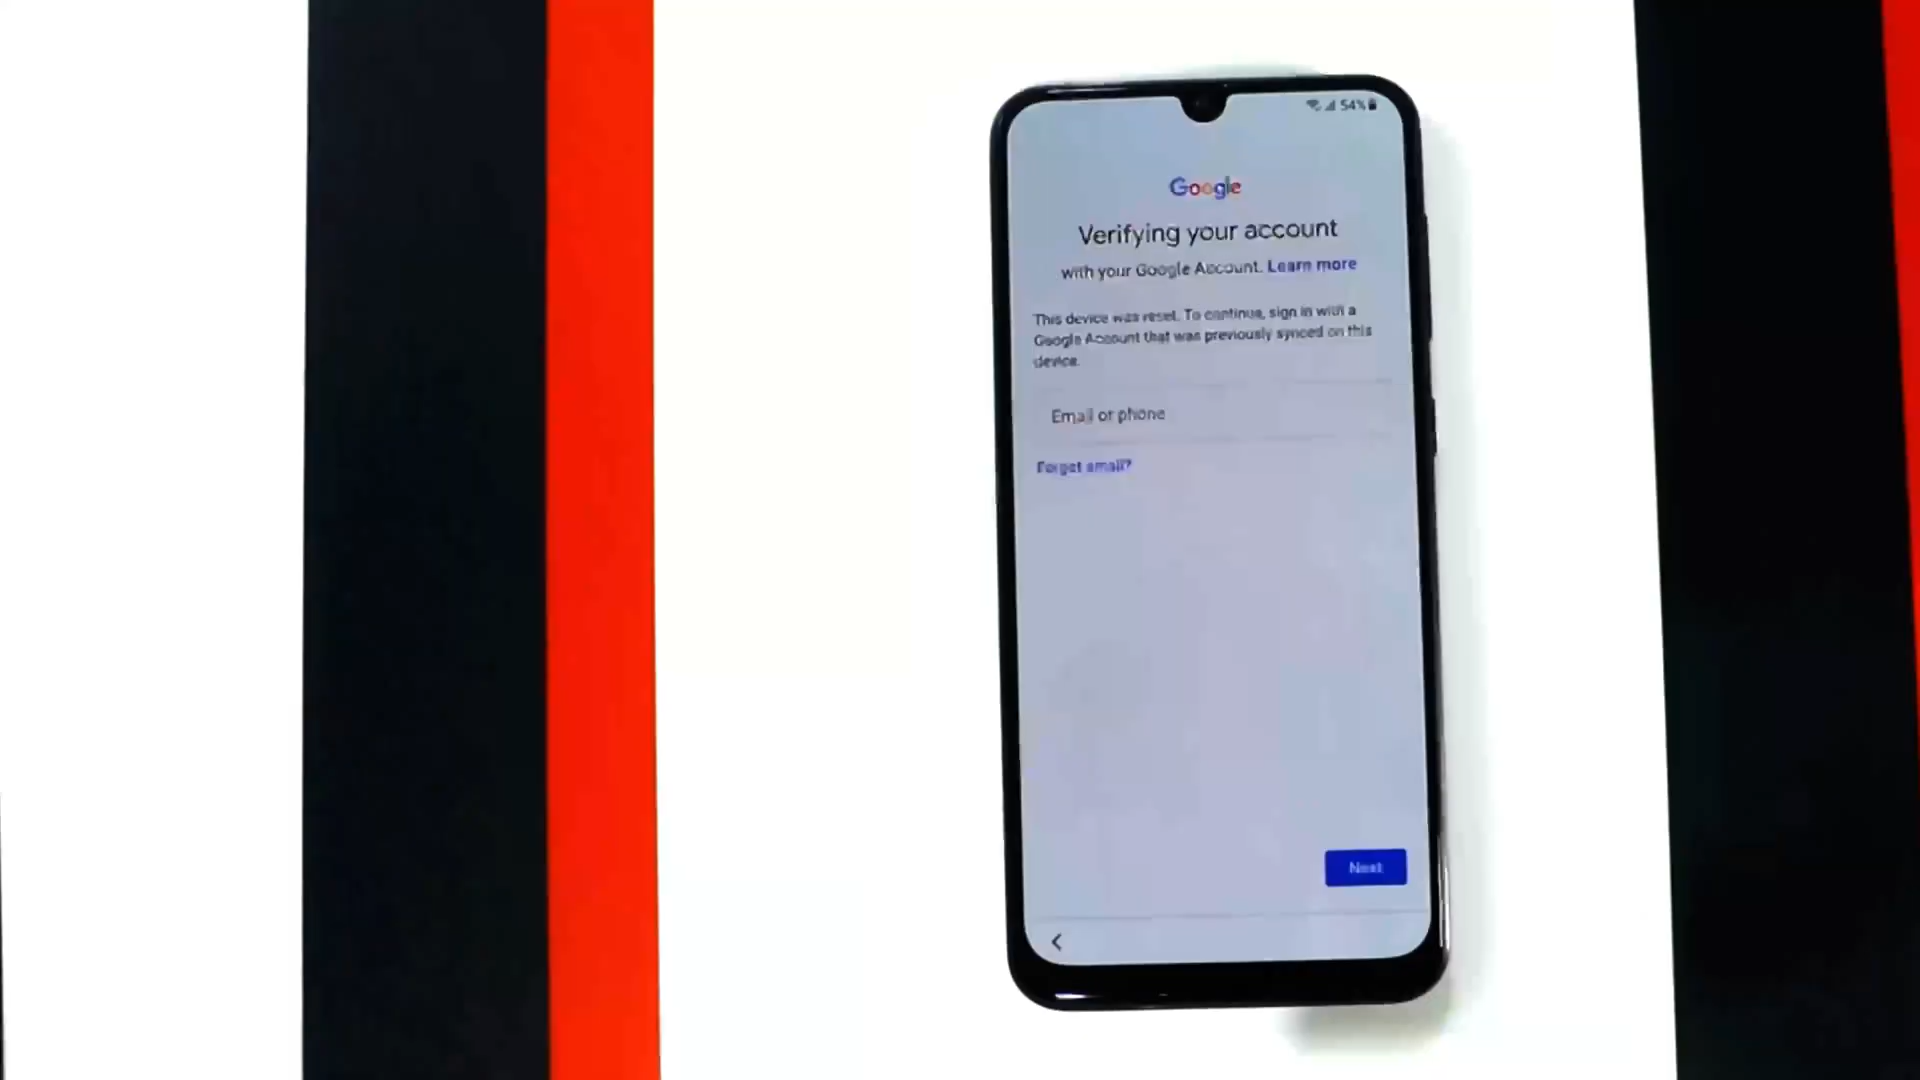 54%
Google
Verifying your account
with your Google Account. Learn more
This device was reset. To continue, sign in with a
Google Account that was previously synced on this
device.
Email or phone
Forgot email?
Next